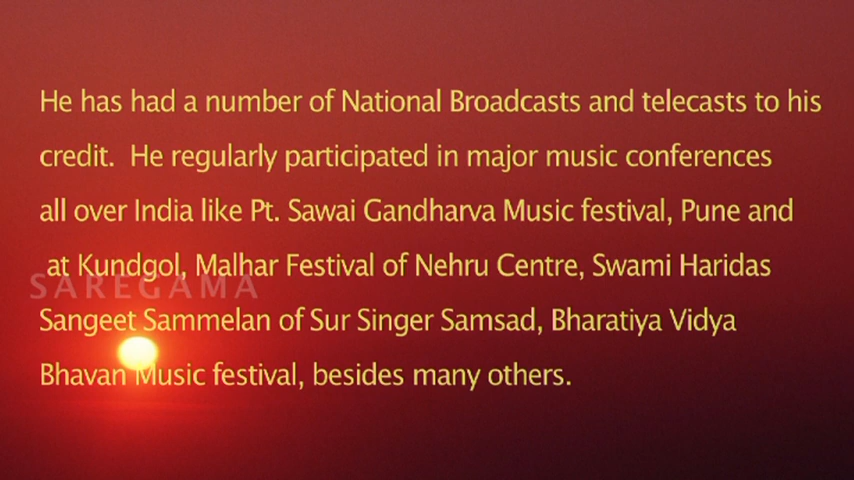 He has had a number of National Broadcasts and telecasts to his
credit.  He regularly participated in major music conferences
all over India like Pt. Sawai Gandharva Music festival, Pune and
at Kundgol, Malhar Festival of Nehru Centre, Swami Haridas
SAREGAMA
Sangeet Sammelan of Sur Singer Samsad, Bharatiya Vidya
Bhavan Music festival, besides many others.